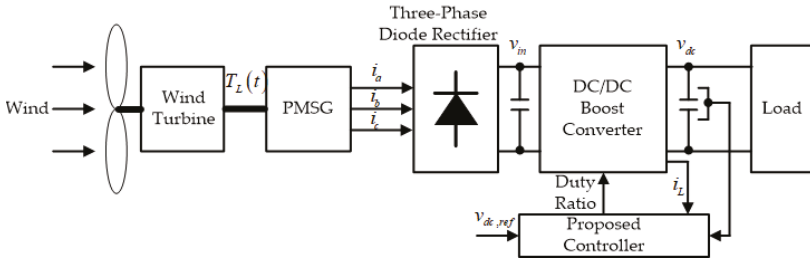 Three-Phase
Diode Rectifier
Wind
Wind
Turbine
T_L(t)
PMSG
i_a
i_b
i_c
v_in
DC/DC
Boost
Converter
v_dc
Load
Duty
Ratio
i_L
v_dc,ref
Proposed
Controller